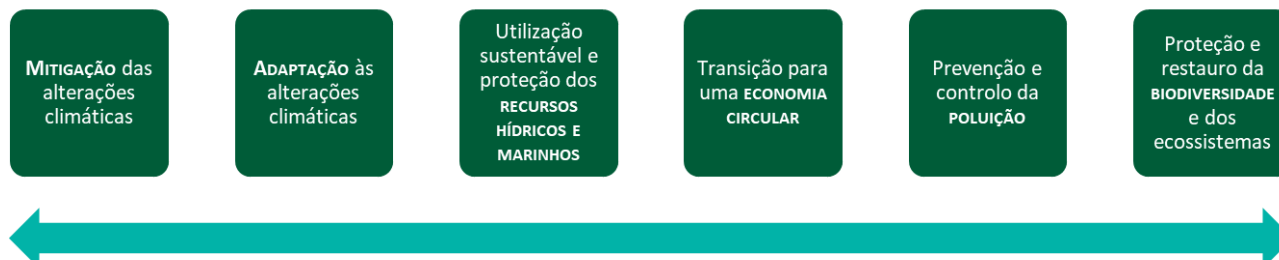 MITIGAÇÃO das
alterações
climáticas
ADAPTAÇÃO às
alterações
climáticas
Utilização
sustentável e
proteção dos
RECURSOS
HÍDRICOS E
MARINHOS
Transição para
uma ECONOMIA
CIRCULAR
Prevenção e
controlo da
POLUIÇÃO
Proteção e
restauro da
BIODIVERSIDADE
e dos
ecossistemas